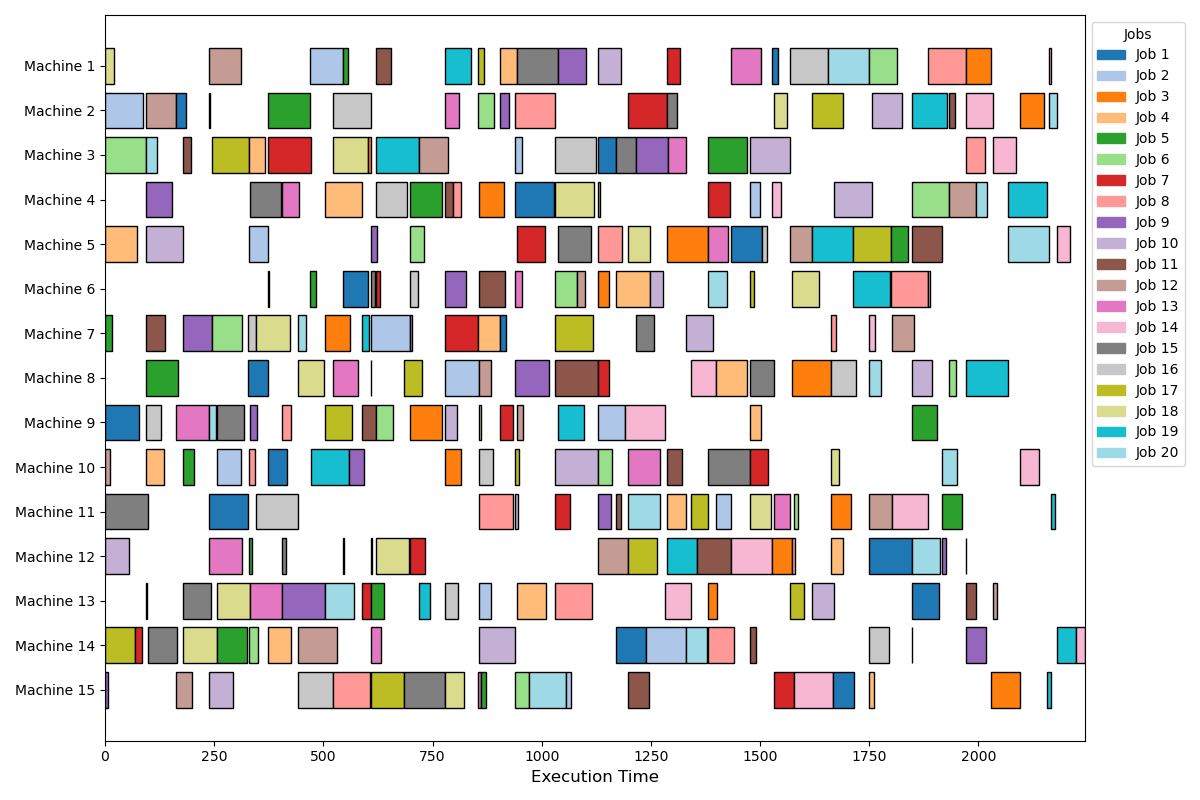 Machine 1
Machine 2
Machine 3
Machine 4
Machine 5
Machine 6
Machine 7
Machine 8
Machine 9
Machine 10
Machine 11
Machine 12
Machine 13
Machine 14
Machine 15
0 250 500 750 1000 1250 1500 1750 2000
Execution Time
Jobs
Job 1
Job 2
Job 3
Job 4
Job 5
Job 6
Job 7
Job 8
Job 9
Job 10
Job 11
Job 12
Job 13
Job 14
Job 15
Job 16
Job 17
Job 18
Job 19
Job 20